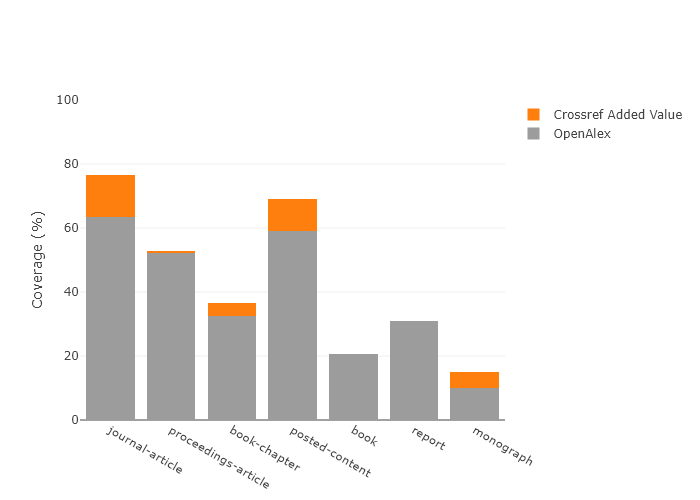 100
80
60
40
20
0
Coverage (%)
journal-article
proceedings-article
book-chapter
posted-content
book
report
monograph
Crossref Added Value
OpenAlex